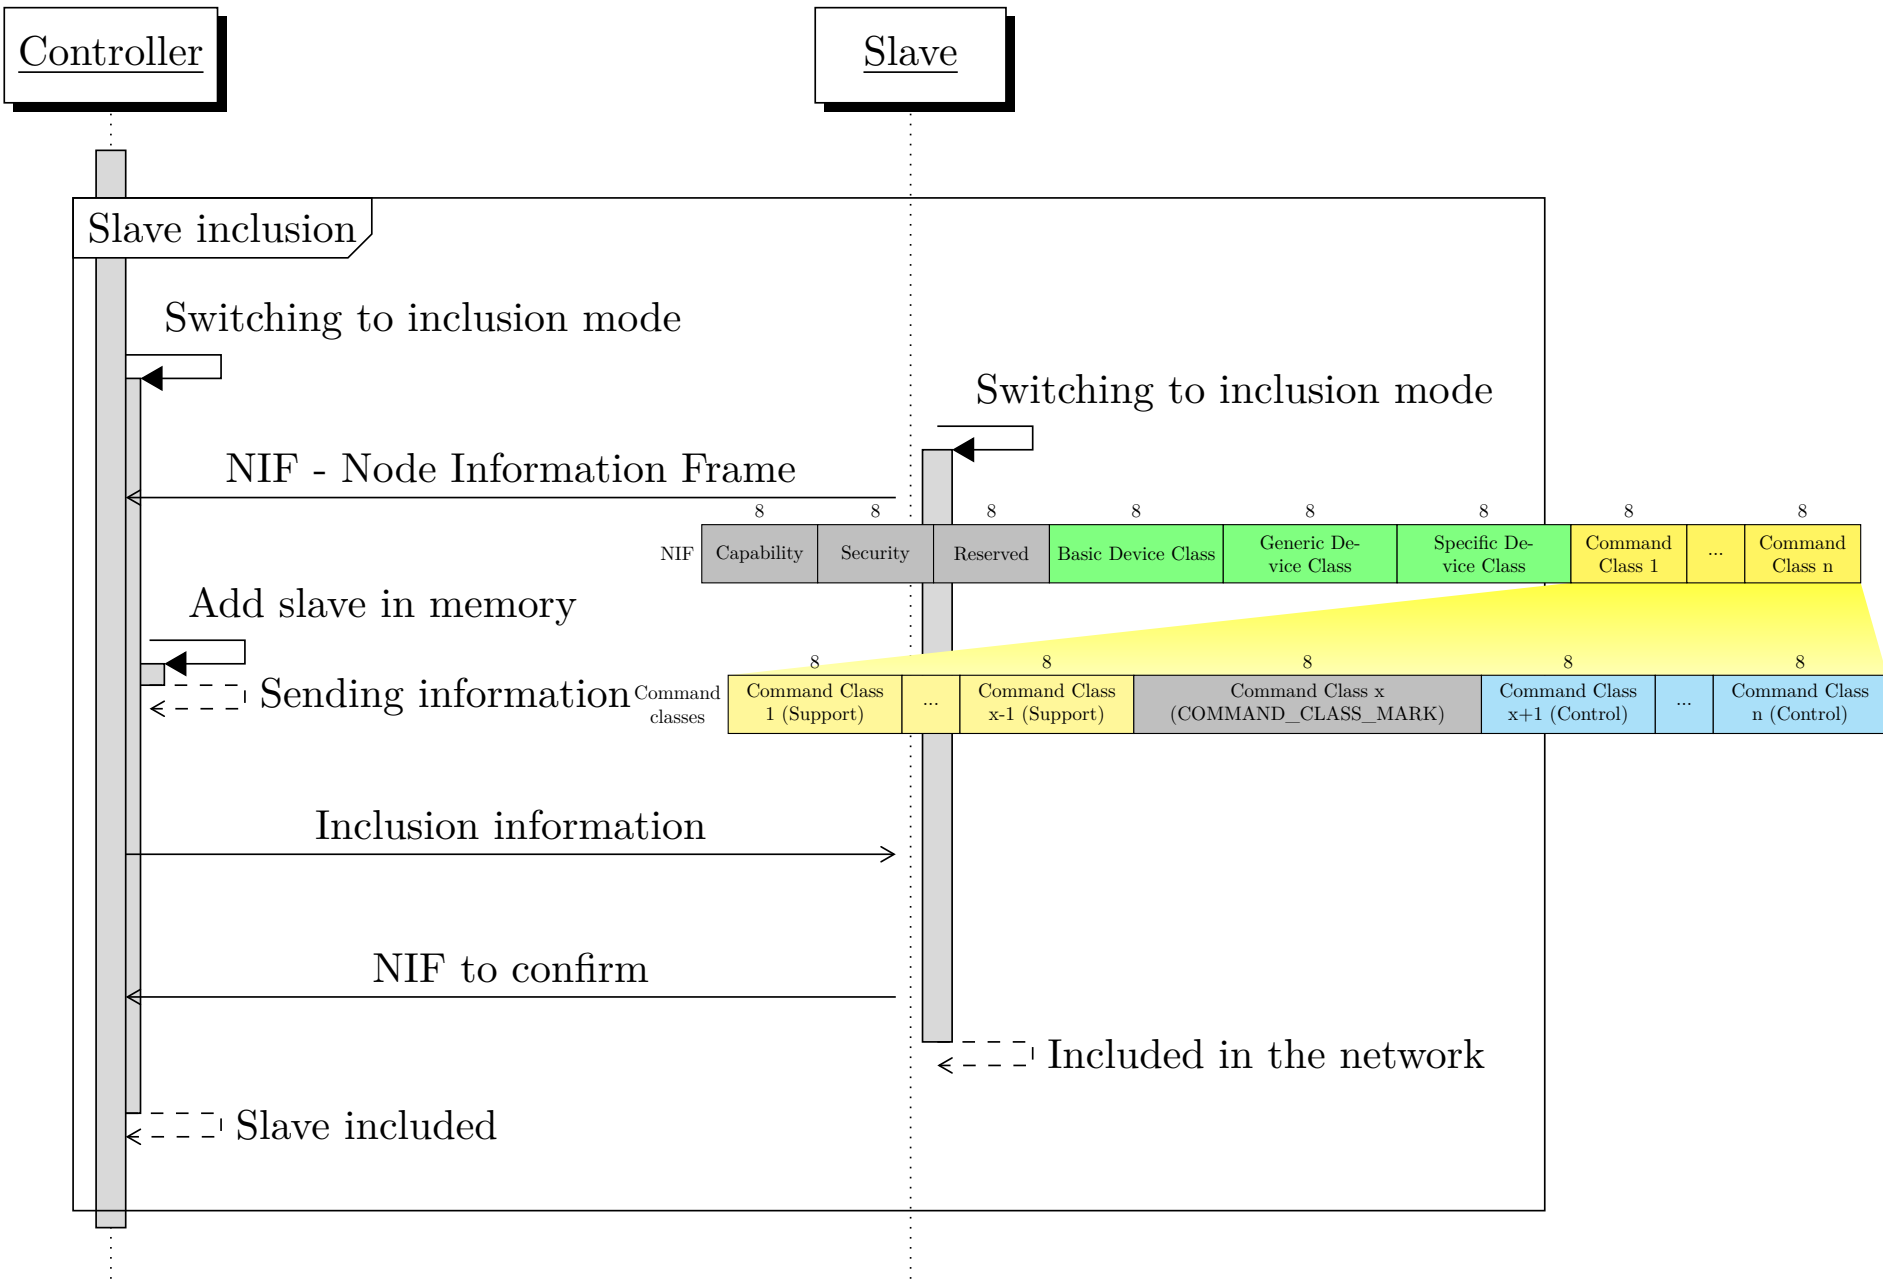 Controller
Slave
Slave inclusion
Switching to inclusion mode
Switching to inclusion mode
NIF - Node Information Frame
8 8 8 8 8 8 8 8
NIF
Capability
Security
Reserved
Basic Device Class
Generic De-
vice Class
Specific De-
vice Class
Command
Class 1
...
Command
Class n
Add slave in memory
Sending information
8 8 8 8 8
Command
classes
Command Class
1 (Support)
...
Command Class
x-1 (Support)
Command Class x
(COMMAND_CLASS_MARK)
Command Class
x+1 (Control)
...
Command Class
n (Control)
Inclusion information
NIF to confirm
Included in the network
Slave included